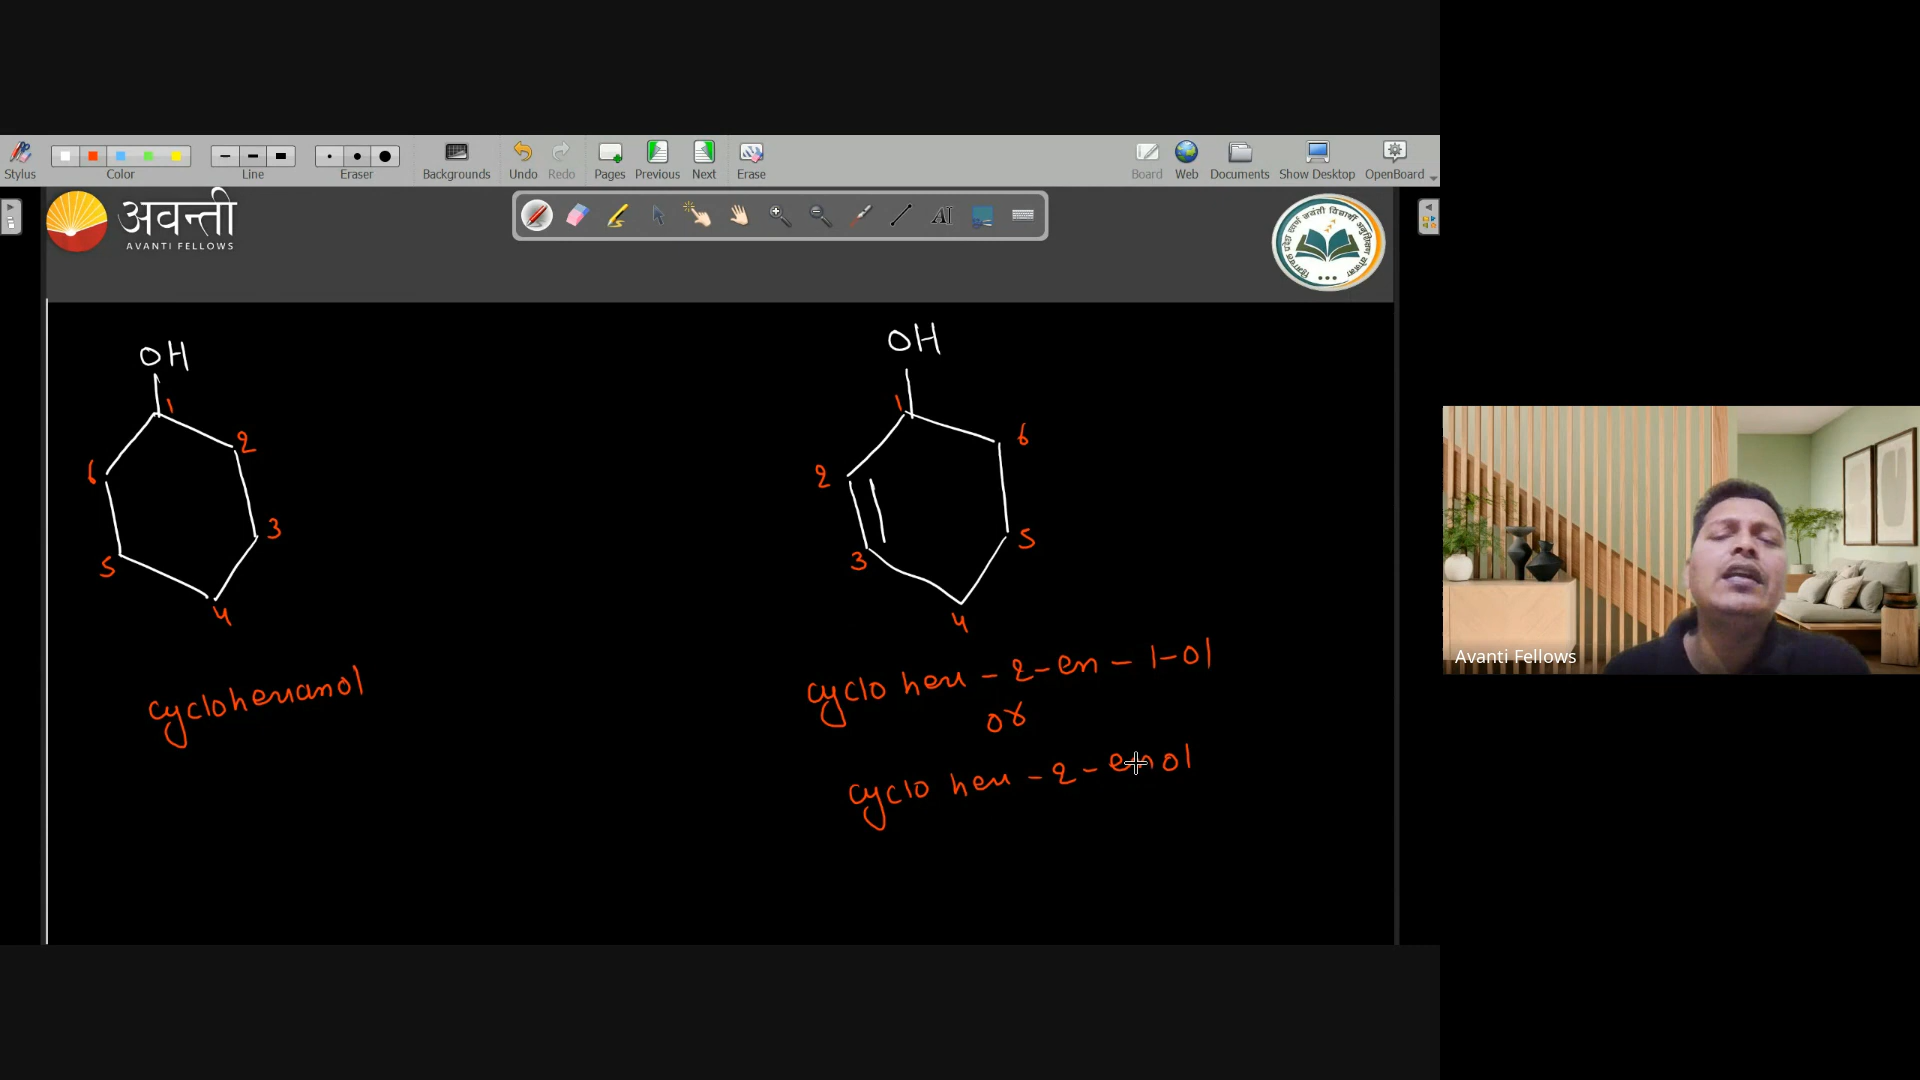 Stylus Color Line Eraser Backgrounds Undo Redo Pages Previous Next Erase Board Web Documents Show Desktop OpenBoard
अवन्ती
AVANTI FELLOWS
OH
1
2
3
4
5
6
cyclohexanol
OH
1
2
3
4
5
6
cyclo hex - 2 - en - 1 - ol
or
cyclo hex - 2 - enol
Avanti Fellows